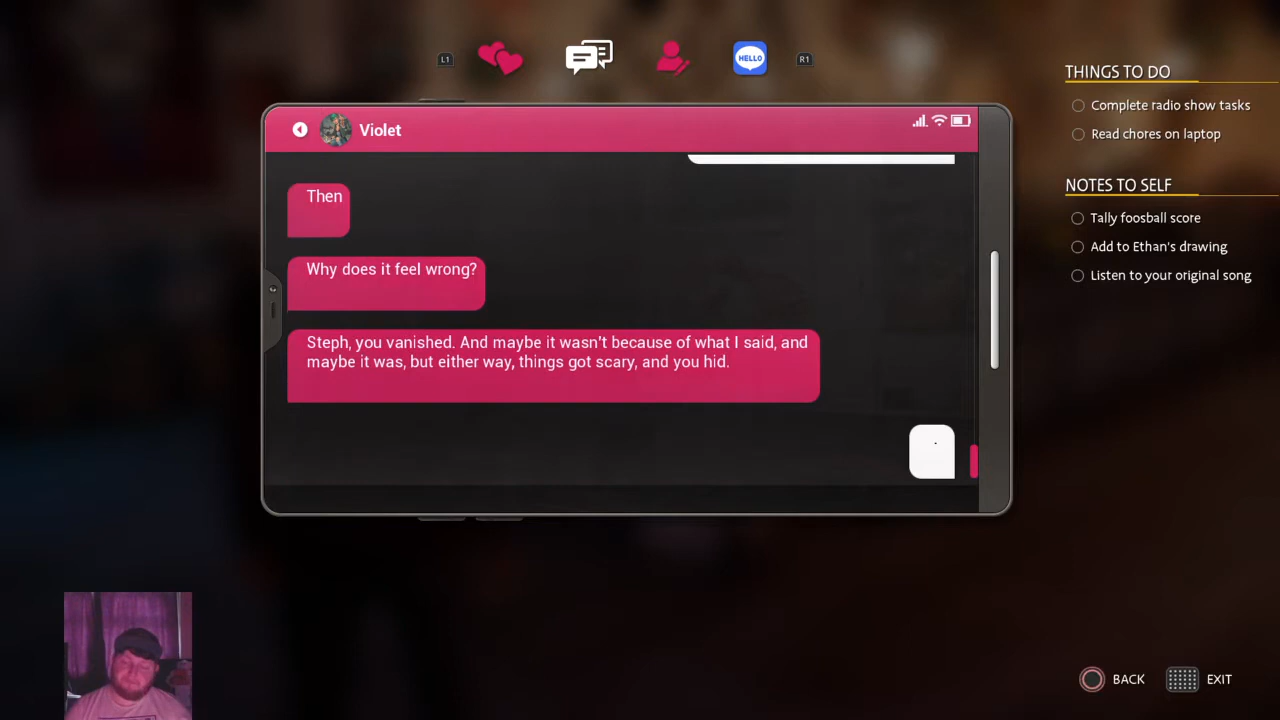 L1
HELLO
R1
Violet
Then
Why does it feel wrong?
Steph, you vanished. And maybe it wasn't because of what I said, and
maybe it was, but either way, things got scary, and you hid.
.
THINGS TO DO
Complete radio show tasks
Read chores on laptop
NOTES TO SELF
Tally foosball score
Add to Ethan's drawing
Listen to your original song
BACK
EXIT